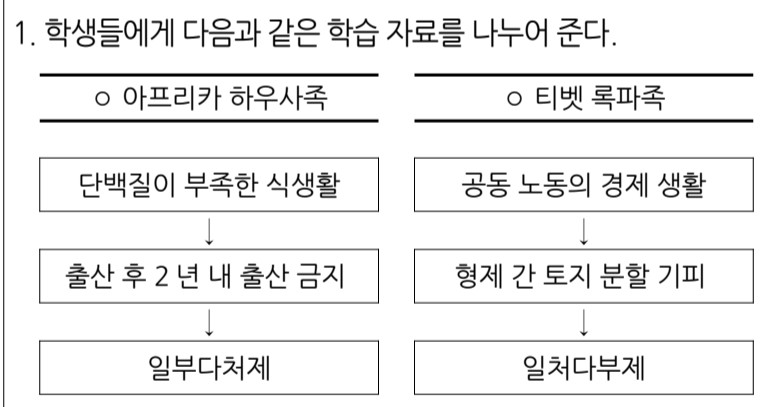 1. 학생들에게 다음과 같은 학습 자료를 나누어 준다.
○ 아프리카 하우사족
단백질이 부족한 식생활
↓
출산 후 2 년 내 출산 금지
↓
일부다처제
○ 티벳 록파족
공동 노동의 경제 생활
↓
형제 간 토지 분할 기피
↓
일처다부제